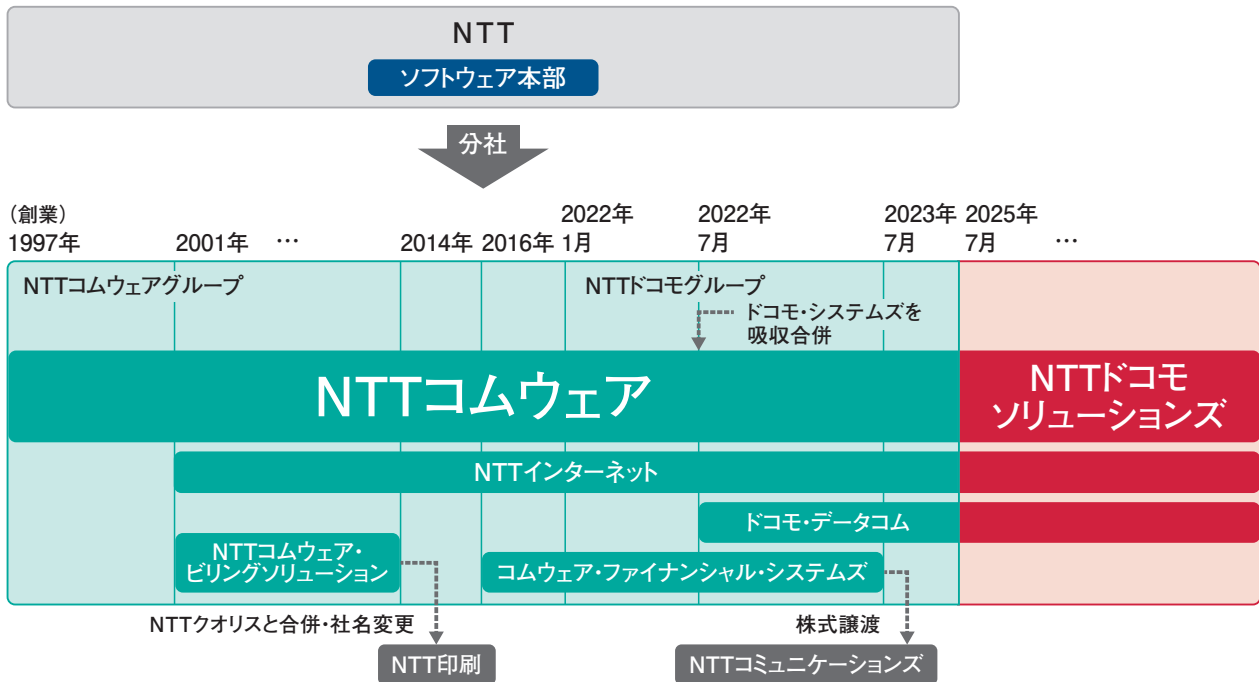 NTT
ソフトウェア本部
分社
(創業)
1997年
2001年
…
2014年
2016年
2022年
1月
2022年
7月
2023年
7月
2025年
7月
…
NTTコムウェアグループ
NTTドコモグループ
ドコモ・システムズを
吸収合併
NTTコムウェア
NTTドコモ
ソリューションズ
NTTインターネット
ドコモ・データコム
NTTコムウェア・
ビリングソリューション
コムウェア・ファイナンシャル・システムズ
NTTクオリスと合併・社名変更
株式譲渡
NTT印刷
NTTコミュニケーションズ